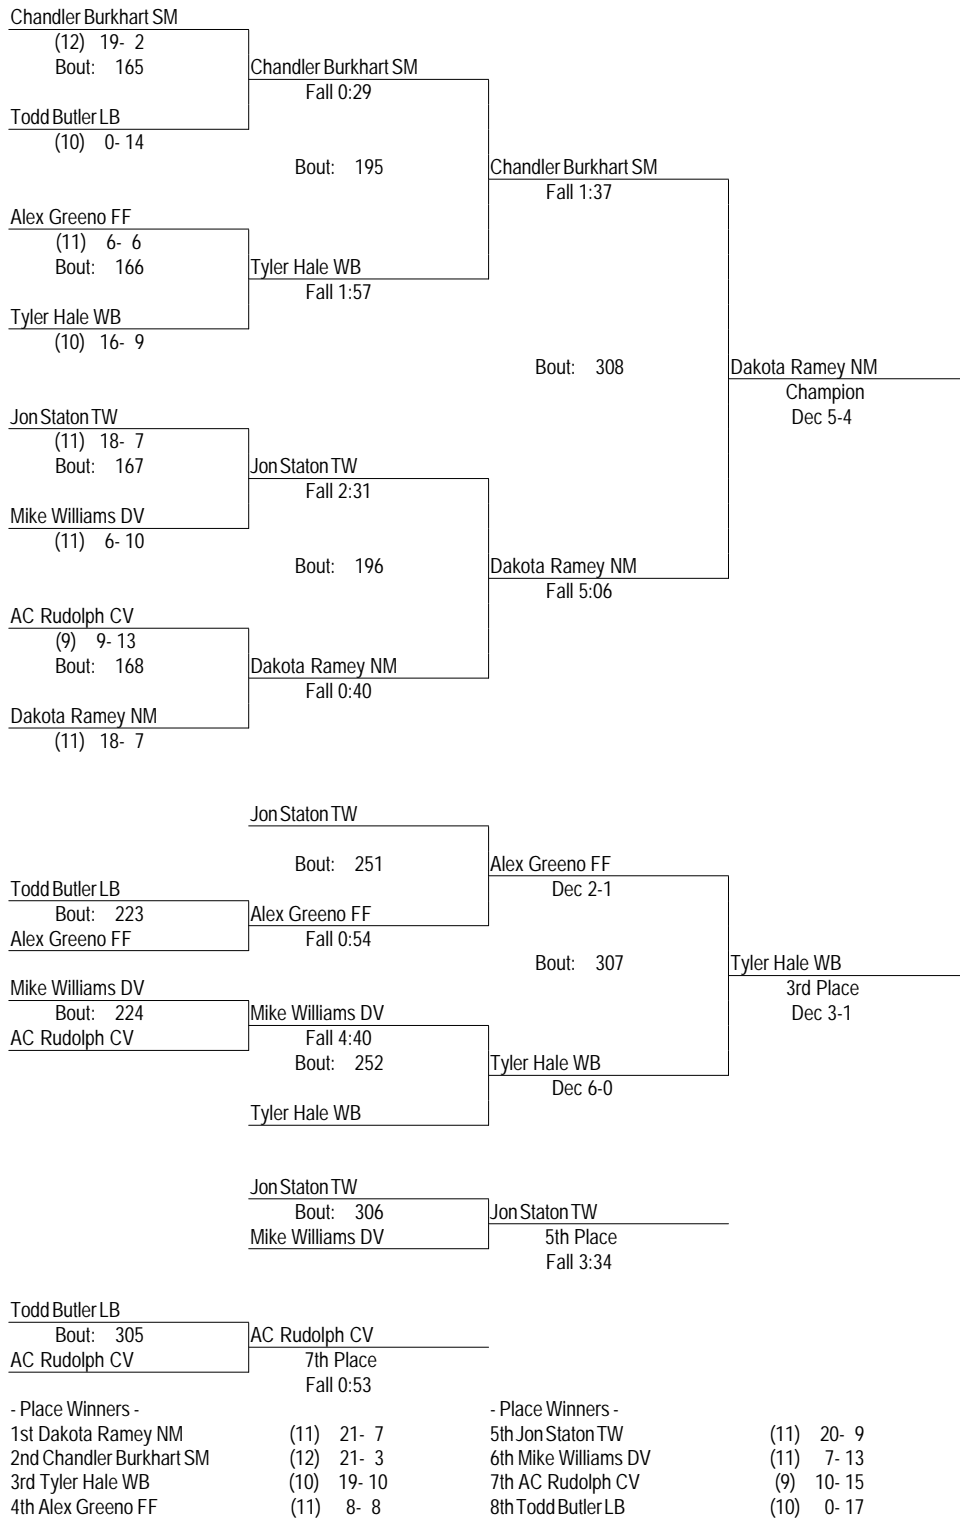 Chandler Burkhart SM
(12) 19- 2
Bout: 165
Chandler Burkhart SM
Fall 0:29
Todd Butler LB
(10) 0- 14
Bout: 195
Chandler Burkhart SM
Fall 1:37
Alex Greeno FF
(11) 6- 6
Bout: 166
Tyler Hale WB
Fall 1:57
Tyler Hale WB
(10) 16- 9
Bout: 308
Dakota Ramey NM
Champion
Dec 5-4
Jon Staton TW
(11) 18- 7
Bout: 167
Jon Staton TW
Fall 2:31
Mike Williams DV
(11) 6- 10
Bout: 196
Dakota Ramey NM
Fall 5:06
AC Rudolph CV
(9) 9- 13
Bout: 168
Dakota Ramey NM
Fall 0:40
Dakota Ramey NM
(11) 18- 7
Jon Staton TW
Bout: 251
Alex Greeno FF
Dec 2-1
Todd Butler LB
Bout: 223
Alex Greeno FF
Alex Greeno FF
Fall 0:54
Bout: 307
Tyler Hale WB
3rd Place
Dec 3-1
Mike Williams DV
Bout: 224
AC Rudolph CV
Mike Williams DV
Fall 4:40
Bout: 252
Tyler Hale WB
Dec 6-0
Tyler Hale WB
Jon Staton TW
Bout: 306
Mike Williams DV
Jon Staton TW
5th Place
Fall 3:34
Todd Butler LB
Bout: 305
AC Rudolph CV
AC Rudolph CV
7th Place
Fall 0:53
- Place Winners -
1st Dakota Ramey NM (11) 21- 7
2nd Chandler Burkhart SM (12) 21- 3
3rd Tyler Hale WB (10) 19- 10
4th Alex Greeno FF (11) 8- 8
- Place Winners -
5th Jon Staton TW (11) 20- 9
6th Mike Williams DV (11) 7- 13
7th AC Rudolph CV (9) 10- 15
8th Todd Butler LB (10) 0- 17